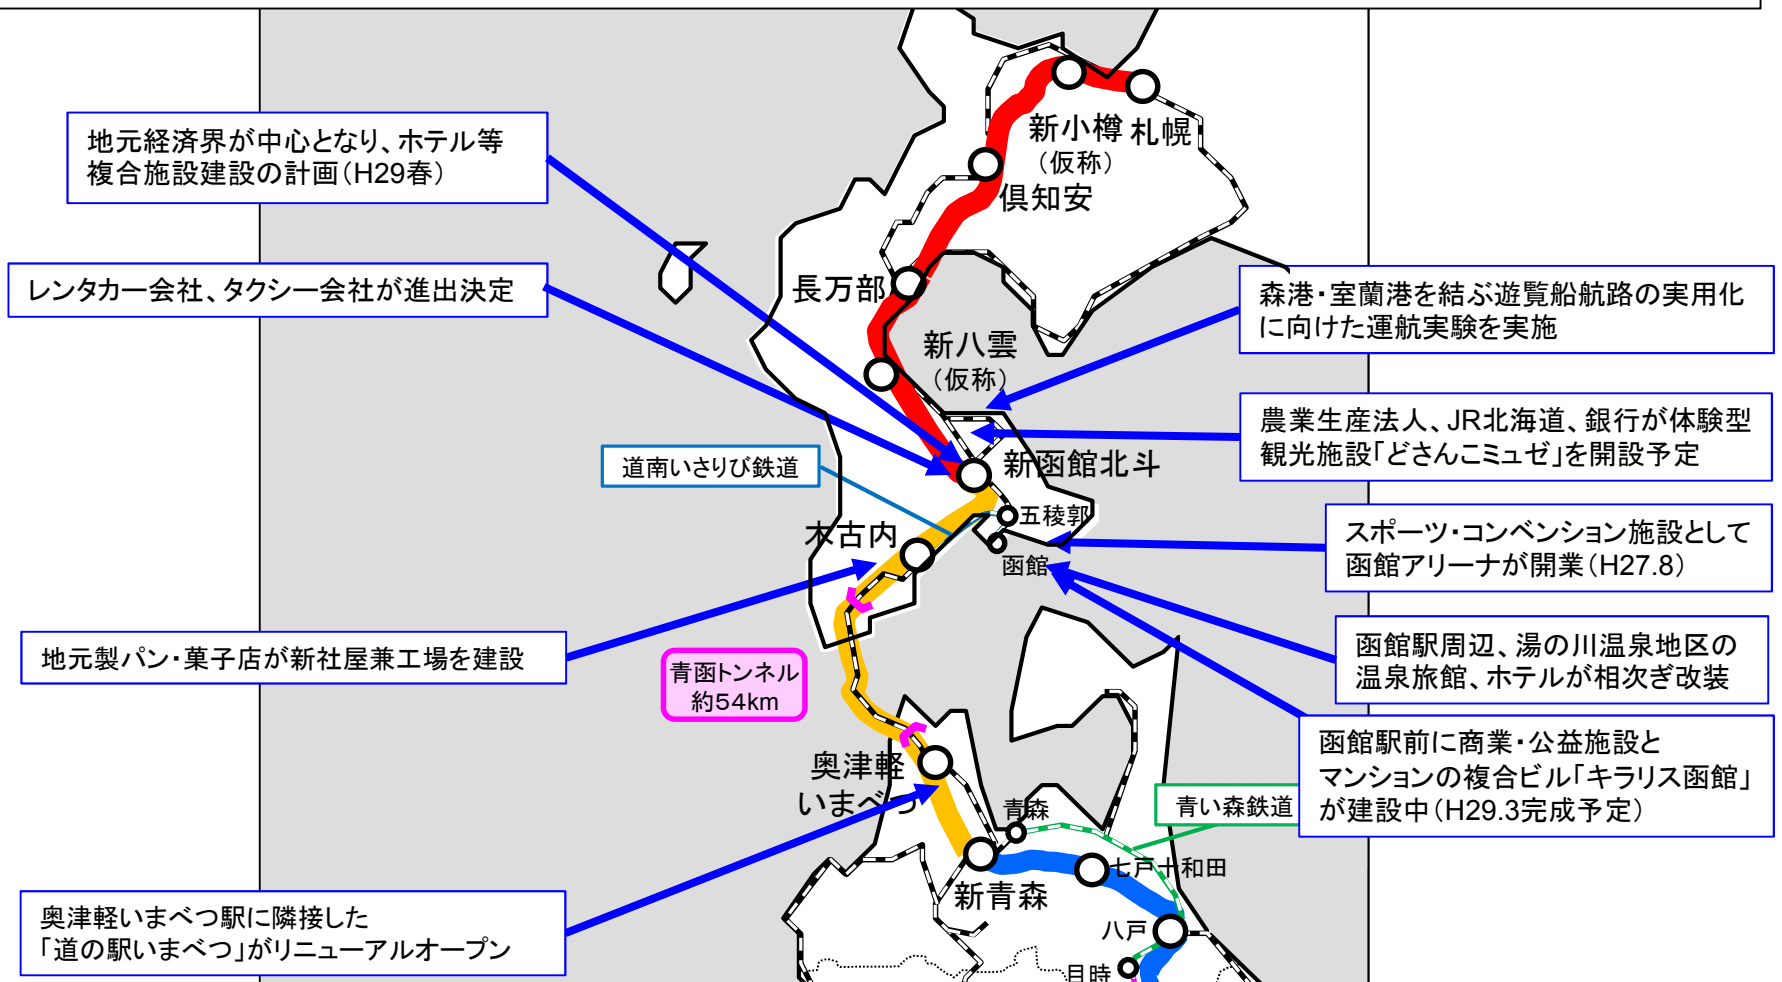 地元経済界が中心となり、ホテル等
複合施設建設の計画（H29春）
レンタカー会社、タクシー会社が進出決定
道南いさりび鉄道
地元製パン・菓子店が新社屋兼工場を建設
青函トンネル
約54km
奥津軽いまべつ駅に隣接した
「道の駅いまべつ」がリニューアルオープン
新小樽
（仮称）
札幌
倶知安
長万部
新八雲
（仮称）
新函館北斗
五稜郭
木古内
函館
奥津軽
いまべつ
青森
新青森
七戸十和田
八戸
目時
森港・室蘭港を結ぶ遊覧船航路の実用化
に向けた運航実験を実施
農業生産法人、JR北海道、銀行が体験型
観光施設「どさんこミュゼ」を開設予定
スポーツ・コンベンション施設として
函館アリーナが開業（H27.8）
函館駅周辺、湯の川温泉地区の
温泉旅館、ホテルが相次ぎ改装
函館駅前に商業・公益施設と
マンションの複合ビル「キラリス函館」
が建設中（H29.3完成予定）
青い森鉄道